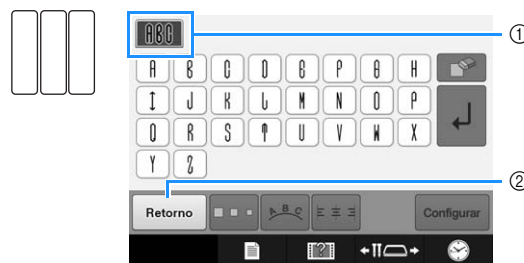 ABC ①
A B C D E F G H
I J K L M N O P
Q R S T U V W X
Y Z
②
Retorno A B C Configurar
?